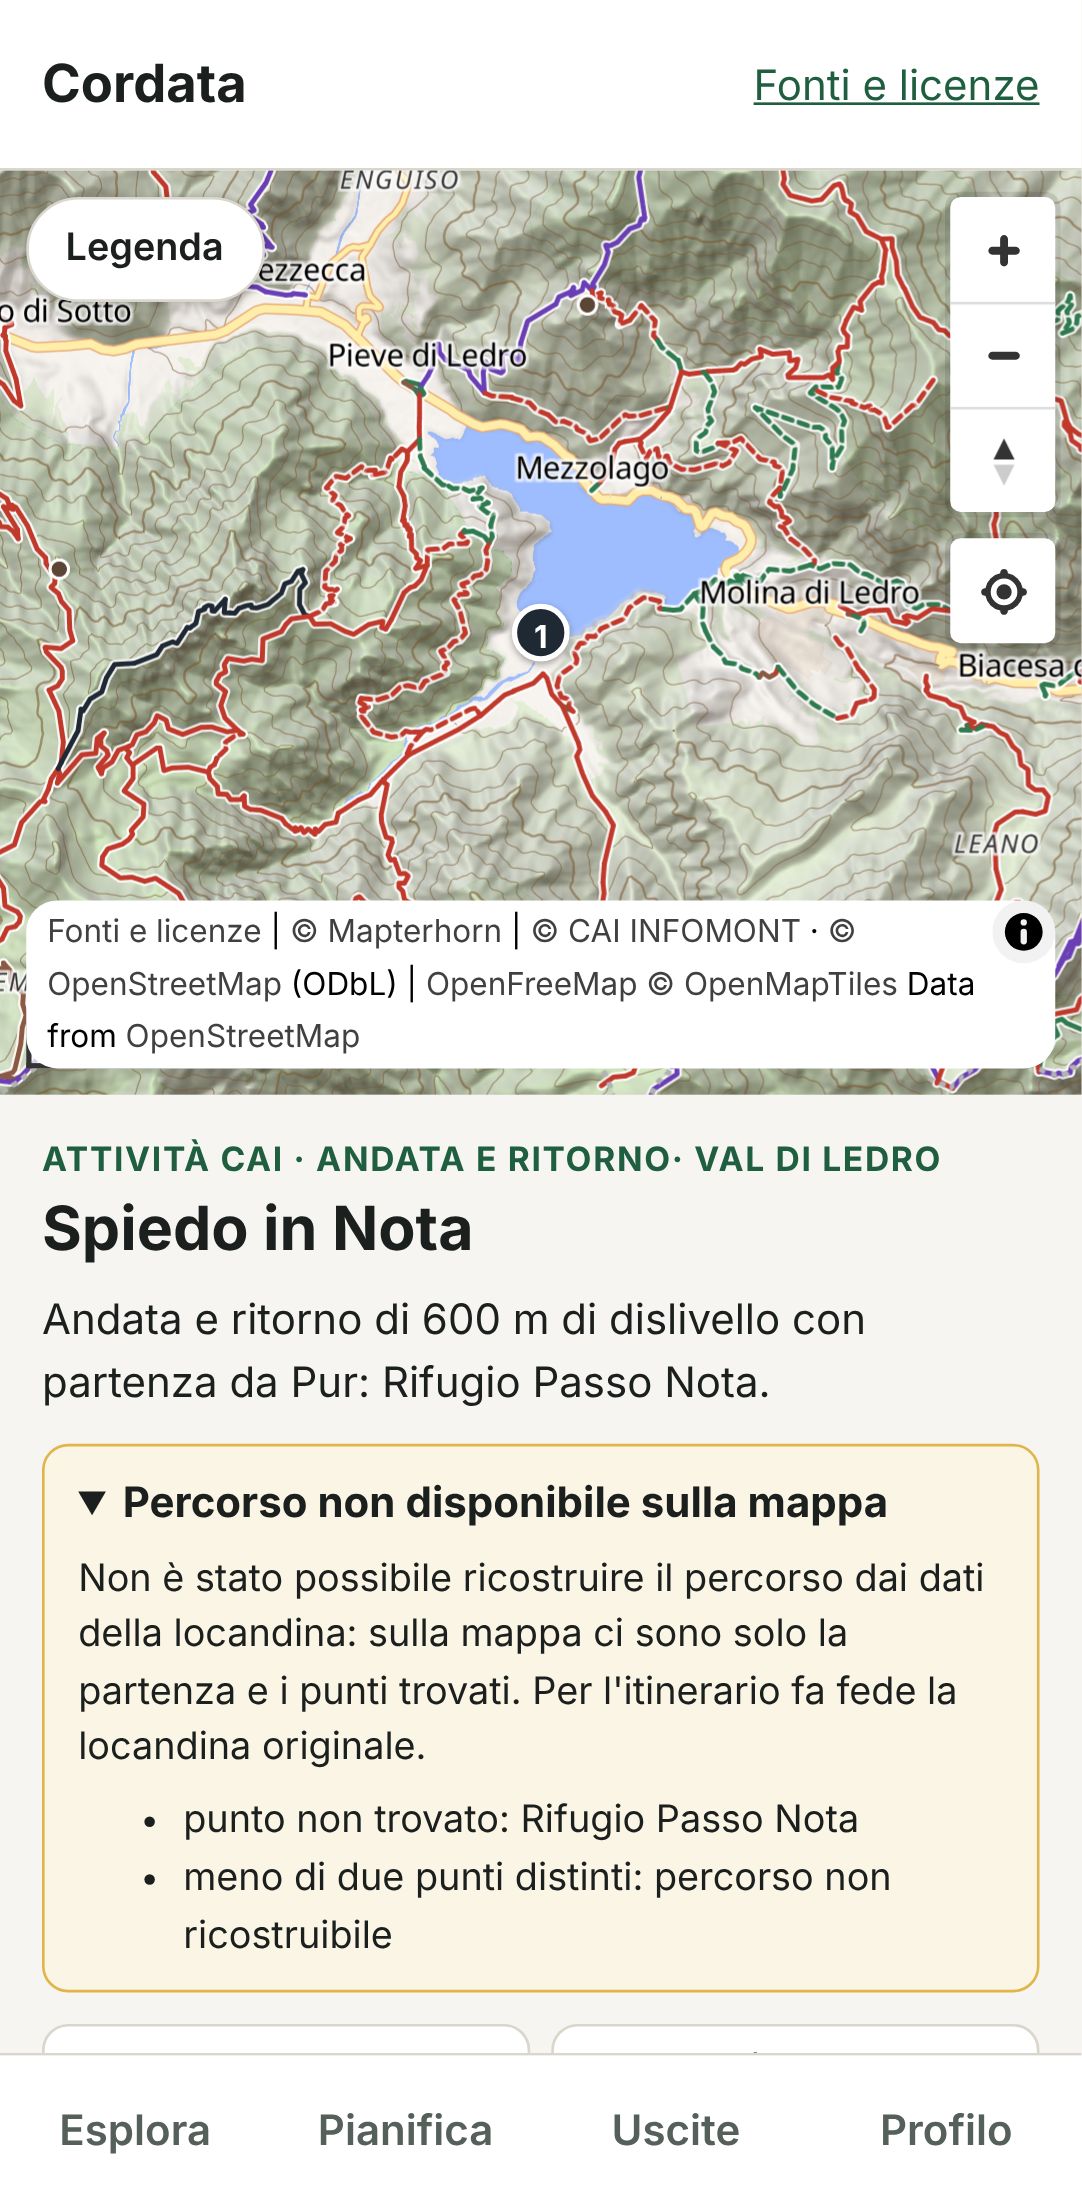 Cordata
Fonti e licenze
ENGUISO
Legenda
ezzecca
o di Sotto
Pieve di Ledro
Mezzolago
Molina di Ledro
1
Biacesa
LEANO
Fonti e licenze | © Mapterhorn | © CAI INFOMONT · ©
OpenStreetMap (ODbL) | OpenFreeMap © OpenMapTiles Data
from OpenStreetMap
ATTIVITÀ CAI · ANDATA E RITORNO· VAL DI LEDRO
Spiedo in Nota
Andata e ritorno di 600 m di dislivello con
partenza da Pur: Rifugio Passo Nota.
▼ Percorso non disponibile sulla mappa
Non è stato possibile ricostruire il percorso dai dati
della locandina: sulla mappa ci sono solo la
partenza e i punti trovati. Per l'itinerario fa fede la
locandina originale.
• punto non trovato: Rifugio Passo Nota
• meno di due punti distinti: percorso non
ricostruibile
Esplora
Pianifica
Uscite
Profilo